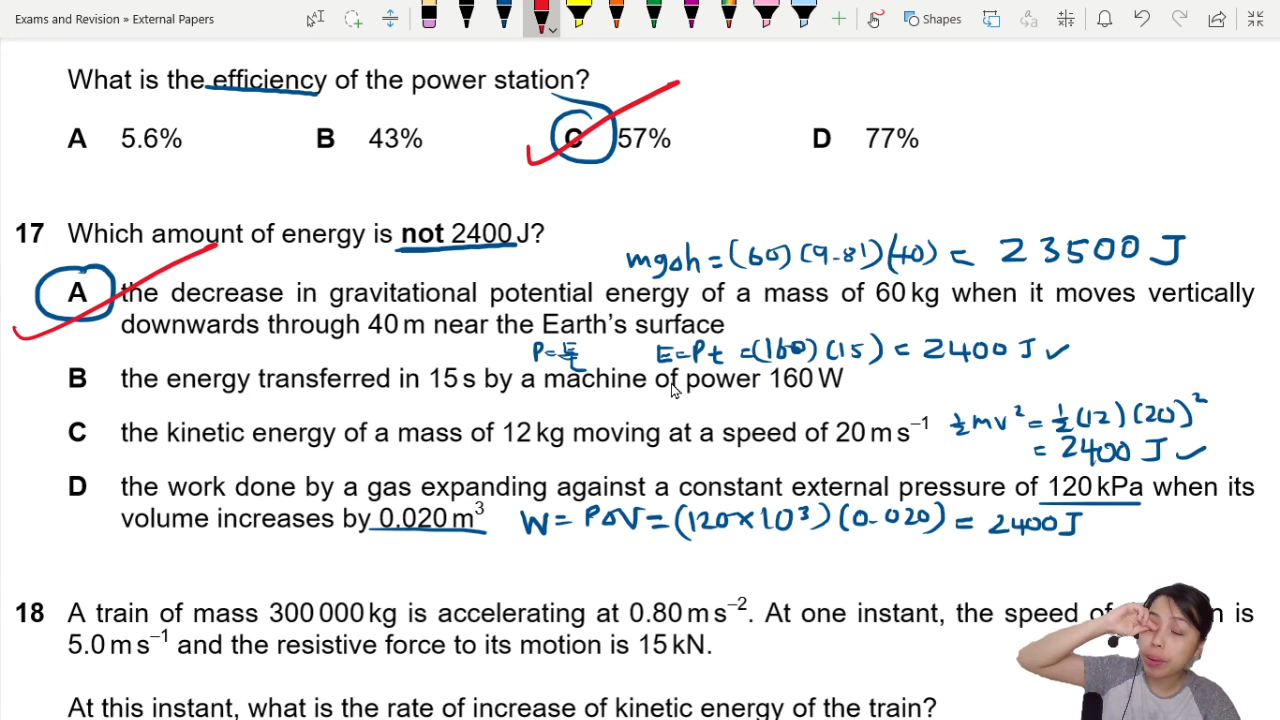 Exams and Revision » External Papers
Shapes
What is the efficiency of the power station?
A 5.6% B 43% C 57% D 77%
17 Which amount of energy is not 2400 J?
mgΔh = (60)(9.81)(40) = 23500 J
A the decrease in gravitational potential energy of a mass of 60 kg when it moves vertically
downwards through 40 m near the Earth's surface
P = E/t E = Pt = (160)(15) = 2400 J ✓
B the energy transferred in 15 s by a machine of power 160 W
C the kinetic energy of a mass of 12 kg moving at a speed of 20 m s⁻¹ ½mv² = ½(12)(20)²
= 2400 J ✓
D the work done by a gas expanding against a constant external pressure of 120 kPa when its
volume increases by 0.020 m³ W = PΔV = (120×10³)(0.020) = 2400J
18 A train of mass 300 000 kg is accelerating at 0.80 m s⁻². At one instant, the speed of is
5.0 m s⁻¹ and the resistive force to its motion is 15 kN.
At this instant, what is the rate of increase of kinetic energy of the train?